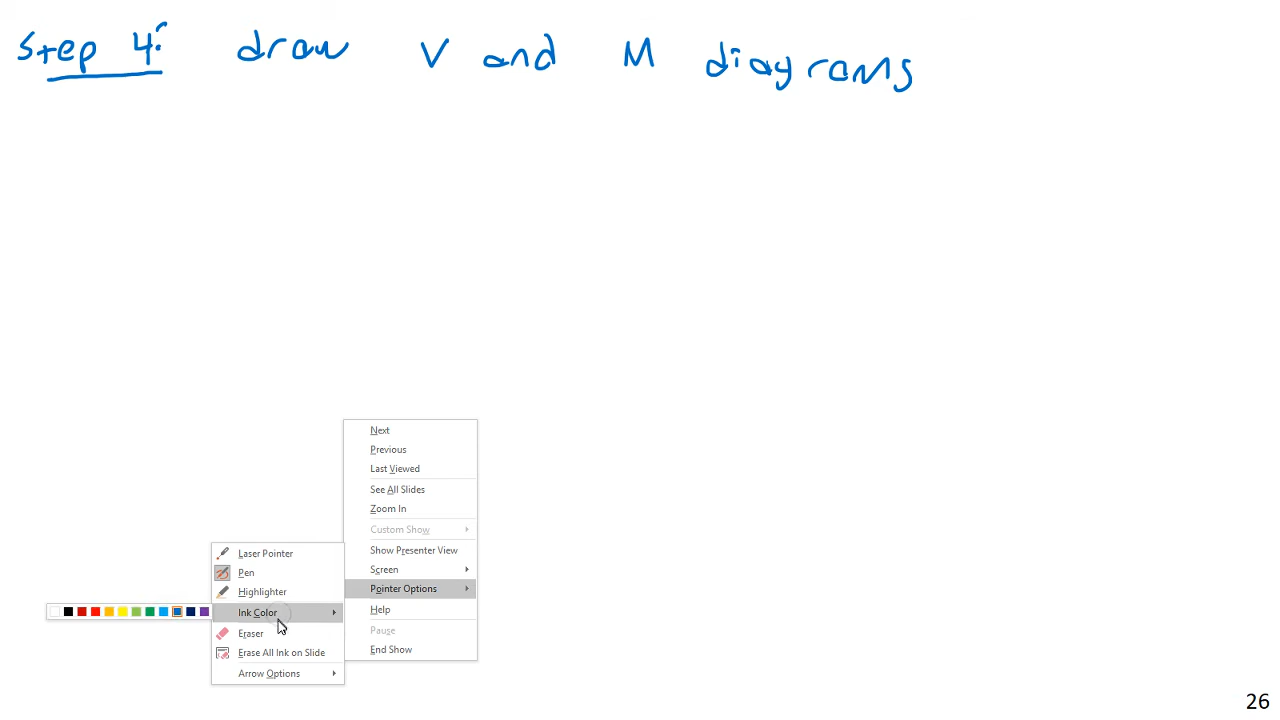 Step 4: draw V and M diagrams
Next
Previous
Last Viewed
See All Slides
Zoom In
Custom Show
Show Presenter View
Screen
Pointer Options
Help
Pause
End Show
Laser Pointer
Pen
Highlighter
Ink Color
Eraser
Erase All Ink on Slide
Arrow Options
26